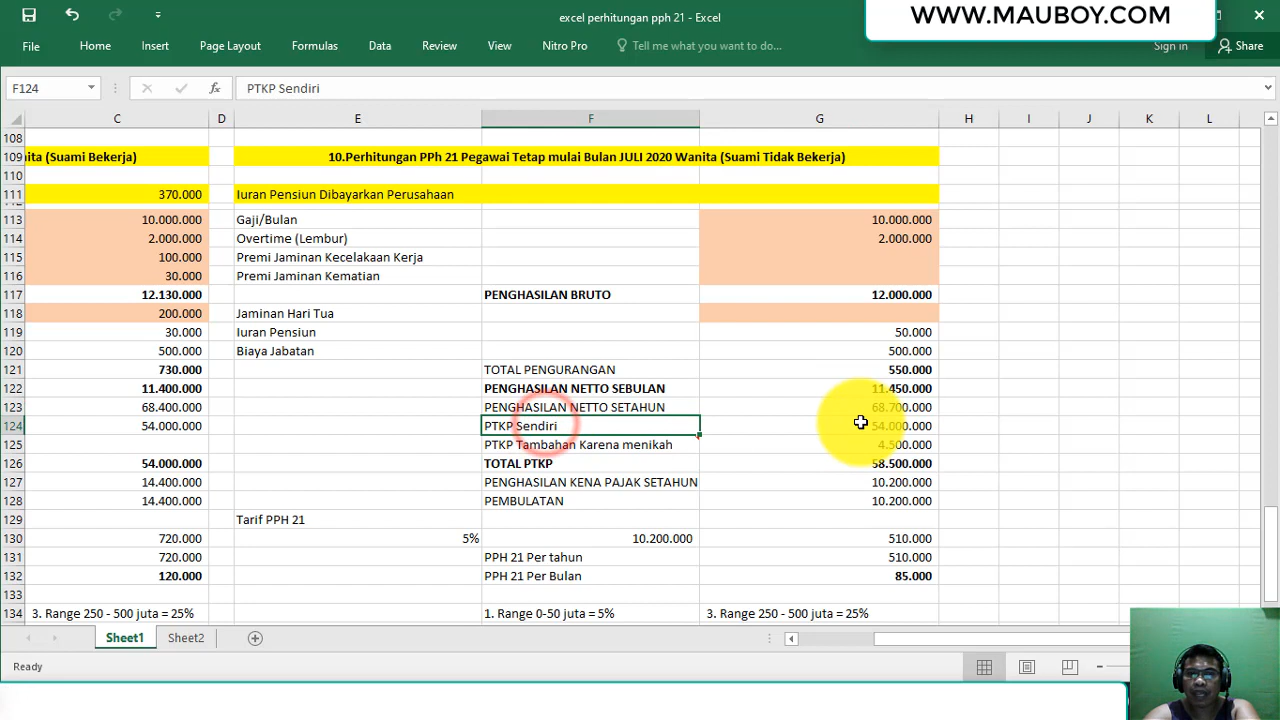 excel perhitungan pph 21 - Excel
WWW.MAUBOY.COM
File Home Insert Page Layout Formulas Data Review View Nitro Pro Tell me what you want to do... Sign in Share
F124 fx PTKP Sendiri
C D E F G H I J K L
108
109 ita (Suami Bekerja) 10.Perhitungan PPh 21 Pegawai Tetap mulai Bulan JULI 2020 Wanita (Suami Tidak Bekerja)
110
111 370.000 Iuran Pensiun Dibayarkan Perusahaan
113 10.000.000 Gaji/Bulan 10.000.000
114 2.000.000 Overtime (Lembur) 2.000.000
115 100.000 Premi Jaminan Kecelakaan Kerja
116 30.000 Premi Jaminan Kematian
117 12.130.000 PENGHASILAN BRUTO 12.000.000
118 200.000 Jaminan Hari Tua
119 30.000 Iuran Pensiun 50.000
120 500.000 Biaya Jabatan 500.000
121 730.000 TOTAL PENGURANGAN 550.000
122 11.400.000 PENGHASILAN NETTO SEBULAN 11.450.000
123 68.400.000 PENGHASILAN NETTO SETAHUN 68.700.000
124 54.000.000 PTKP Sendiri 54.000.000
125 PTKP Tambahan Karena menikah 4.500.000
126 54.000.000 TOTAL PTKP 58.500.000
127 14.400.000 PENGHASILAN KENA PAJAK SETAHUN 10.200.000
128 14.400.000 PEMBULATAN 10.200.000
129 Tarif PPH 21
130 720.000 5% 10.200.000 510.000
131 720.000 PPH 21 Per tahun 510.000
132 120.000 PPH 21 Per Bulan 85.000
133
134 3. Range 250 - 500 juta = 25% 1. Range 0-50 juta = 5% 3. Range 250 - 500 juta = 25%
Sheet1 Sheet2
Ready